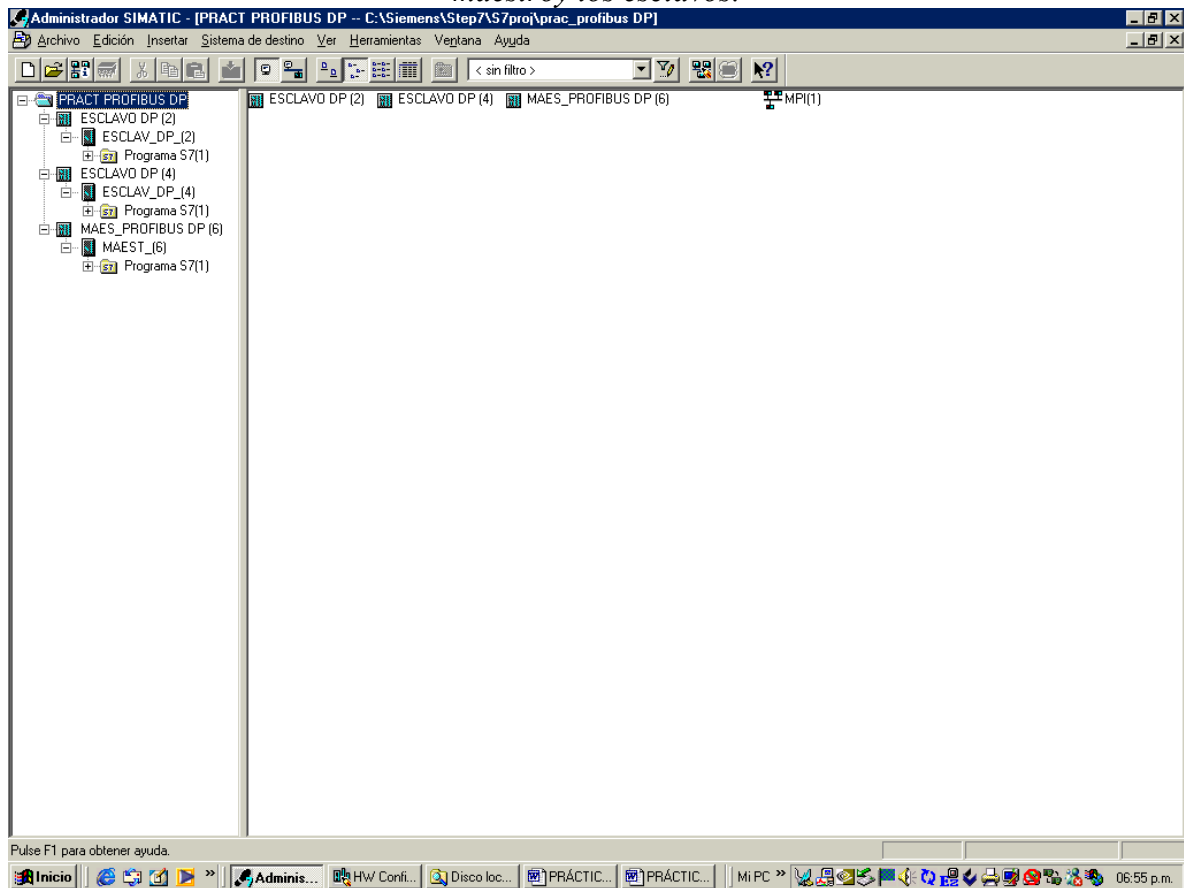 maestro y los esclavos.
Administrador SIMATIC - [PRACT PROFIBUS DP -- C:\Siemens\Step7\S7proj\prac_profibus DP]
Archivo Edición Insertar Sistema de destino Ver Herramientas Ventana Ayuda
< sin filtro >
PRACT PROFIBUS DP
ESCLAVO DP (2)
ESCLAV_DP_(2)
Programa S7(1)
ESCLAVO DP (4)
ESCLAV_DP_(4)
Programa S7(1)
MAES_PROFIBUS DP (6)
MAEST_(6)
Programa S7(1)
ESCLAVO DP (2) ESCLAVO DP (4) MAES_PROFIBUS DP (6) MPI(1)
Pulse F1 para obtener ayuda.
Inicio » Adminis... HW Confi... Disco loc... PRÁCTIC... PRÁCTIC... Mi PC » 06:55 p.m.